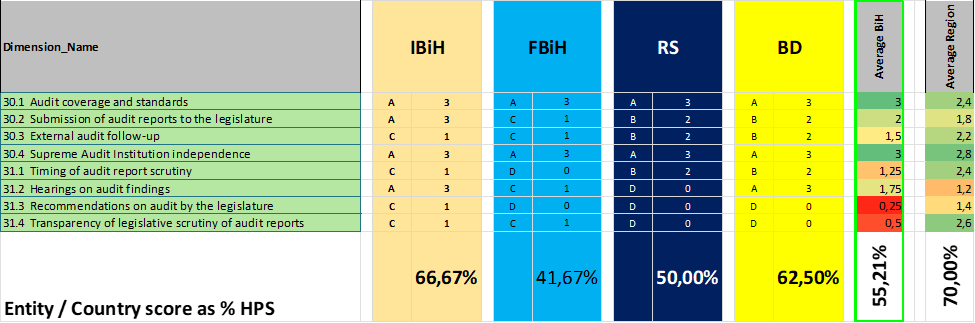 Dimension_Name IBiH FBiH RS BD Average BiH Average Region
30.1 Audit coverage and standards A 3 A 3 A 3 A 3 3 2,4
30.2 Submission of audit reports to the legislature A 3 C 1 B 2 B 2 2 1,8
30.3 External audit follow-up C 1 C 1 B 2 B 2 1,5 2,2
30.4 Supreme Audit Institution independence A 3 A 3 A 3 A 3 3 2,8
31.1 Timing of audit report scrutiny C 1 D 0 B 2 B 2 1,25 2,4
31.2 Hearings on audit findings A 3 C 1 D 0 A 3 1,75 1,2
31.3 Recommendations on audit by the legislature C 1 D 0 D 0 D 0 0,25 1,4
31.4 Transparency of legislative scrutiny of audit reports C 1 C 1 D 0 D 0 0,5 2,6
Entity / Country score as % HPS 66,67% 41,67% 50,00% 62,50% 55,21% 70,00%